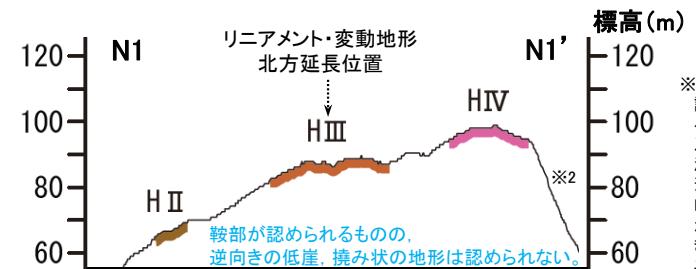 標高(m)
120 N1 リニアメント・変動地形 N1’ 120
北方延長位置
100 HⅢ HⅣ 100
80 HⅡ ※2 80
60 鞍部が認められるものの, 60
逆向きの低崖, 撓み状の地形は認められない。
※